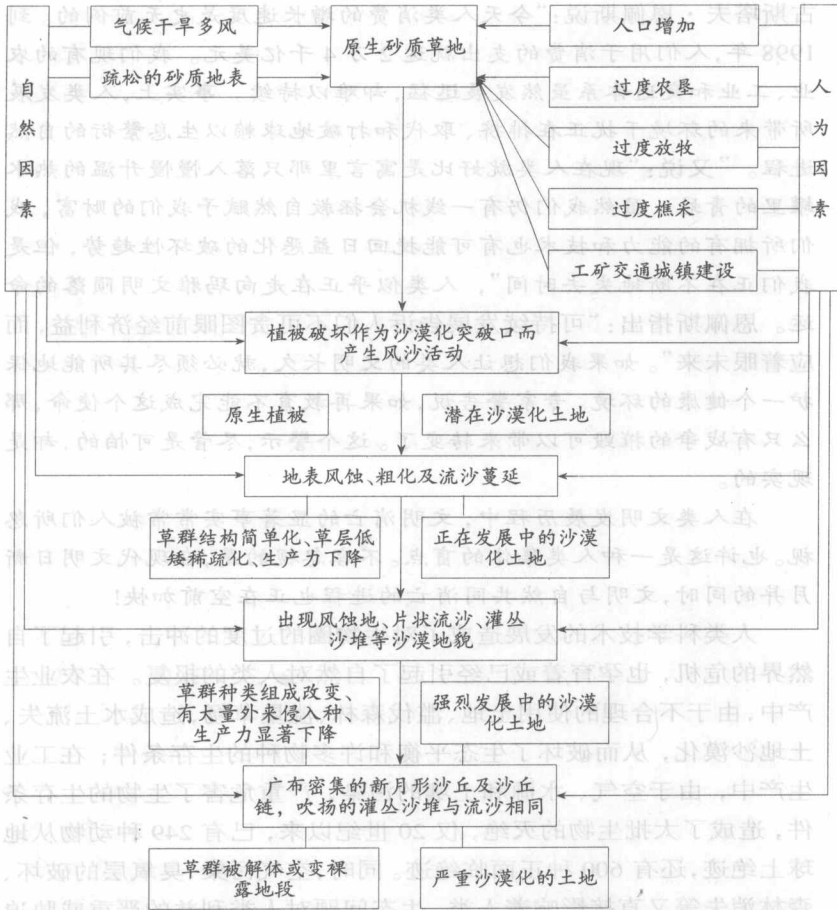 自然因素
气候干旱多风
疏松的砂质地表
原生砂质草地
人口增加
过度农垦
过度放牧
过度樵采
工矿交通城镇建设
人为因素
植被破坏作为沙漠化突破口而
产生风沙活动
原生植被
潜在沙漠化土地
地表风蚀、粗化及流沙蔓延
草群结构简单化、草层低
矮稀疏化、生产力下降
正在发展中的沙漠
化土地
出现风蚀地、片状流沙、灌丛
沙堆等沙漠地貌
草群种类组成改变、
有大量外来侵入种、
生产力显著下降
强烈发展中的沙漠
化土地
广布密集的新月形沙丘及沙丘
链，吹扬的灌丛沙堆与流沙相间
草群被解体或变裸
露地段
严重沙漠化的土地